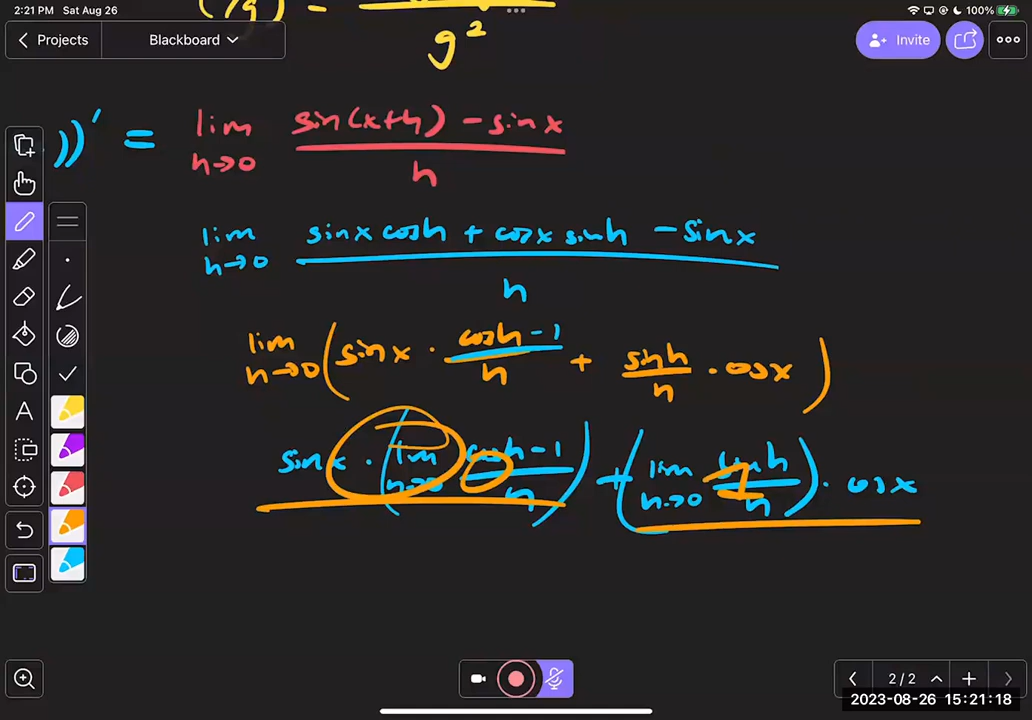 2:21 PM Sat Aug 26
100%
Projects
Blackboard
Invite
g²
))' = lim h→0 (sin(x+h) - sin x) / h
lim h→0 (sin x cos h + cos x sin h - sin x) / h
lim h→0 (sin x · (cos h - 1)/h + (sin h)/h · cos x)
sin x · (lim h→0 (cos h - 1)/h) + (lim h→0 (sin h)/h) · cos x
A
2 / 2
2023-08-26 15:21:18